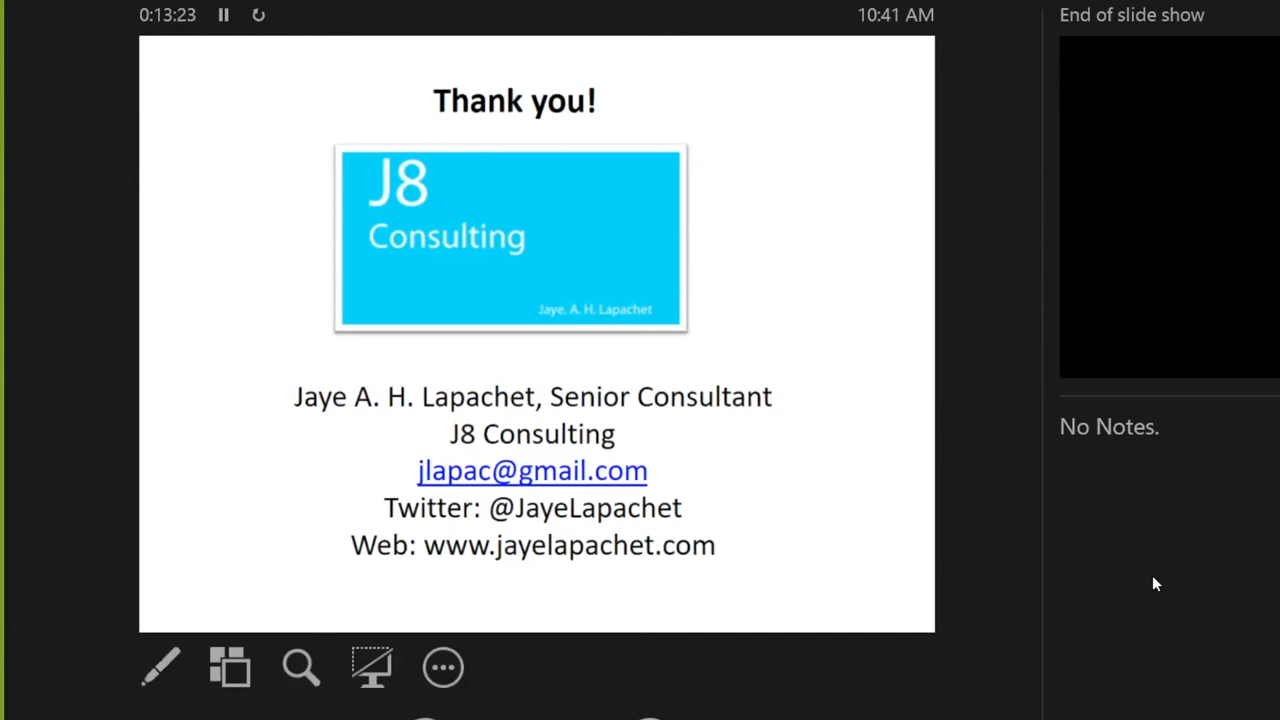 0:13:23
10:41 AM
End of slide show
Thank you!
J8
Consulting
Jaye. A. H. Lapachet
Jaye A. H. Lapachet, Senior Consultant
J8 Consulting
jlapac@gmail.com
Twitter: @JayeLapachet
Web: www.jayelapachet.com
No Notes.